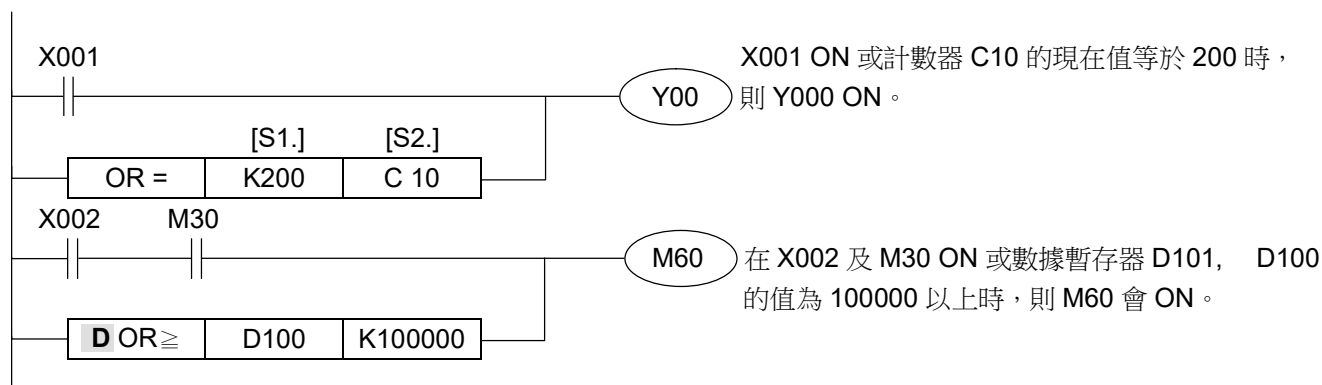 X001
Y00
X001 ON 或計數器 C10 的現在值等於 200 時，
則 Y000 ON。
[S1.] [S2.]
OR = K200 C 10
X002 M30
M60
在 X002 及 M30 ON 或數據暫存器 D101, D100
的值為 100000 以上時，則 M60 會 ON。
D OR≧ D100 K100000